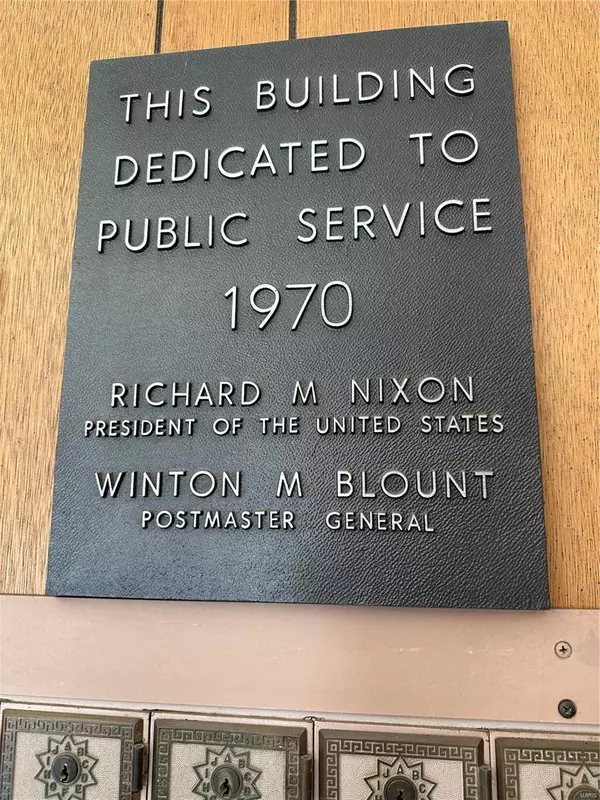 THIS BUILDING
DEDICATED TO
PUBLIC SERVICE
1970
RICHARD M NIXON
PRESIDENT OF THE UNITED STATES
WINTON M BLOUNT
POSTMASTER GENERAL